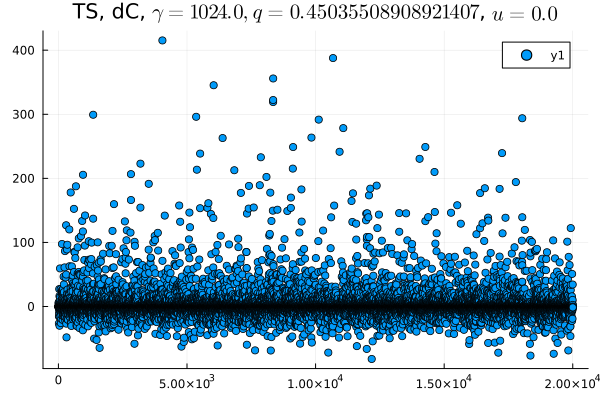 TS, dC, γ = 1024.0, q = 0.45035508908921407, u = 0.0
y1
400
300
200
100
0
0 5.00×10³ 1.00×10⁴ 1.50×10⁴ 2.00×10⁴